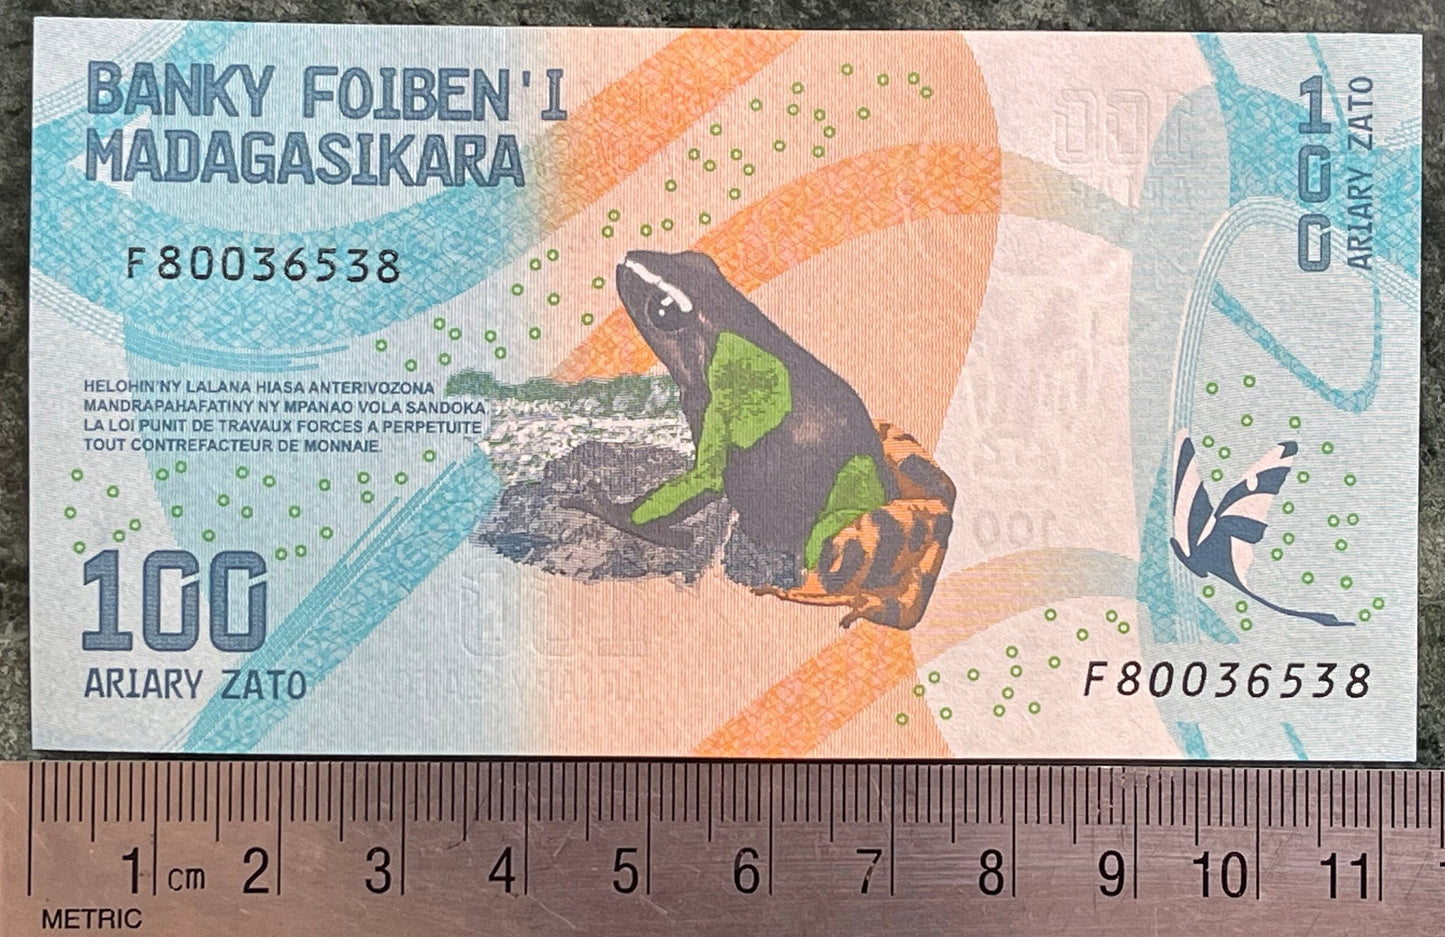 BANKY FOIBEN'I
MADAGASIKARA
F80036538
HELOHIN'NY LALANA HIASA ANTERIVOZONA
MANDRAPAHAFATINY NY MPANAO VOLA SANDOKA.
LA LOI PUNIT DE TRAVAUX FORCES A PERPETUITE
TOUT CONTREFACTEUR DE MONNAIE.
100
ARIARY ZATO
100
ARIARY ZATO
100
F80036538
1 cm 2 3 4 5 6 7 8 9 10 11
METRIC